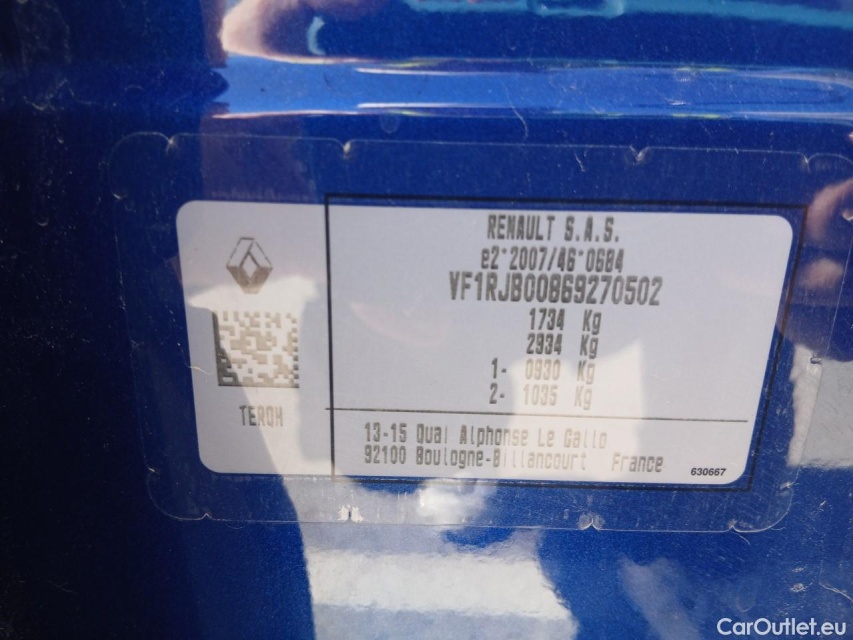 RENAULT S.A.S.
e2*2007/46*0684
VF1RJB00869270502
1734 Kg
2934 Kg
1- 0930 Kg
2- 1035 Kg
TEROH
13-15 Quai Alphonse Le Gallo
92100 Boulogne-Billancourt France
630667
CarOutlet.eu